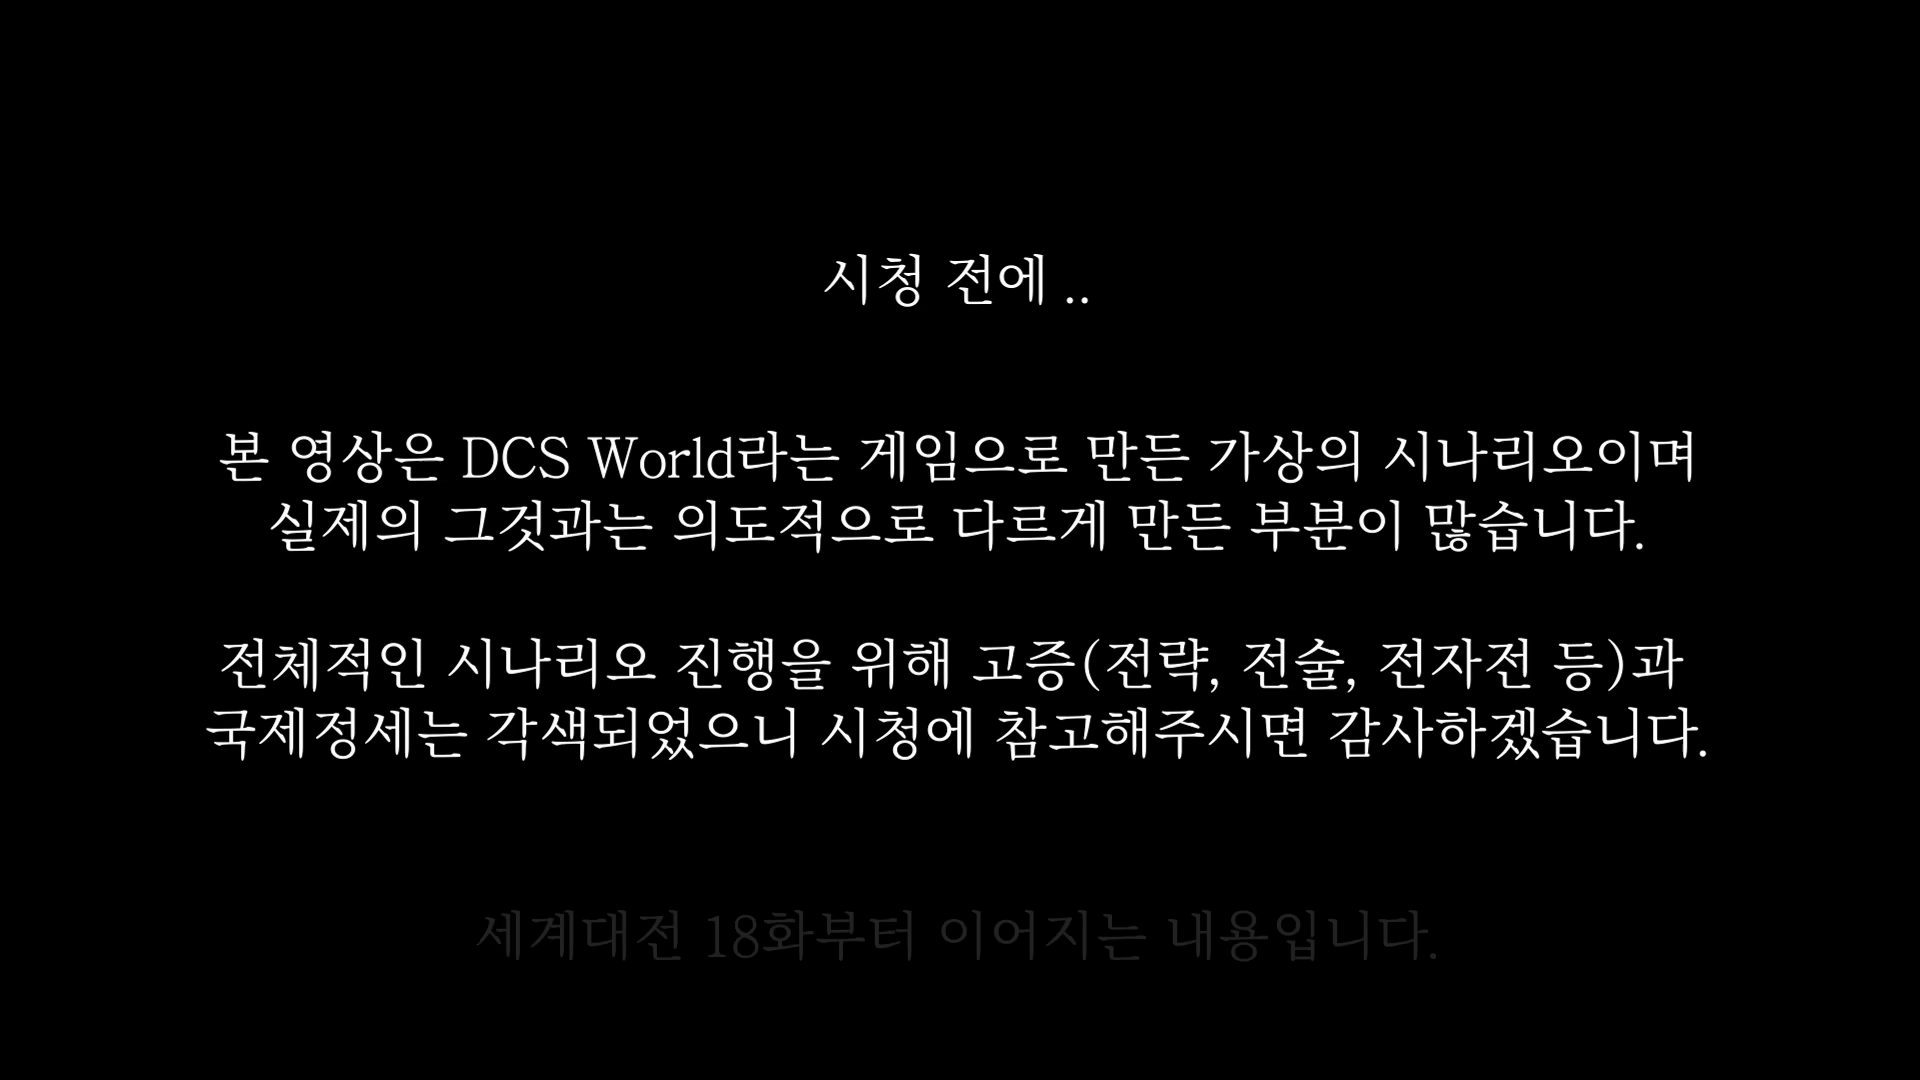 시청 전에 ..
본 영상은 DCS World라는 게임으로 만든 가상의 시나리오이며
실제의 그것과는 의도적으로 다르게 만든 부분이 많습니다.
전체적인 시나리오 진행을 위해 고증(전략, 전술, 전자전 등)과
국제정세는 각색되었으니 시청에 참고해주시면 감사하겠습니다.
세계대전 18화부터 이어지는 내용입니다.